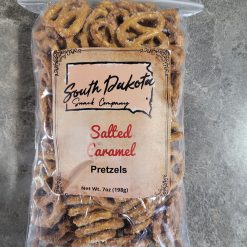 South Dakota
Snack Company
Salted
Caramel
Pretzels
Net Wt. 7oz (198g)